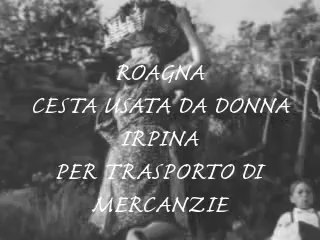 ROAGNA
CESTA USATA DA DONNA
IRPINA
PER TRASPORTO DI
MERCANZIE